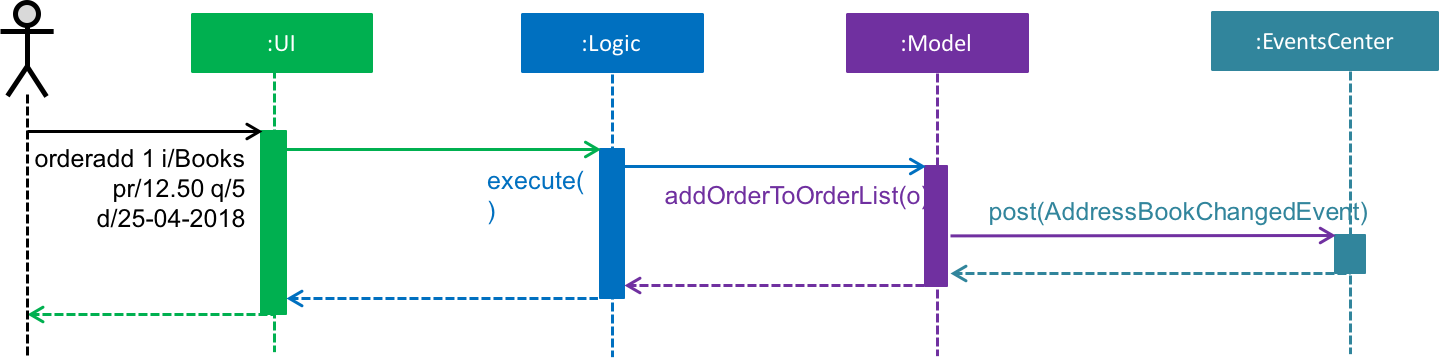 :UI
:Logic
:Model
:EventsCenter
orderadd 1 i/Books
pr/12.50 q/5
d/25-04-2018
execute(
)
addOrderToOrderList(o)
post(AddressBookChangedEvent)